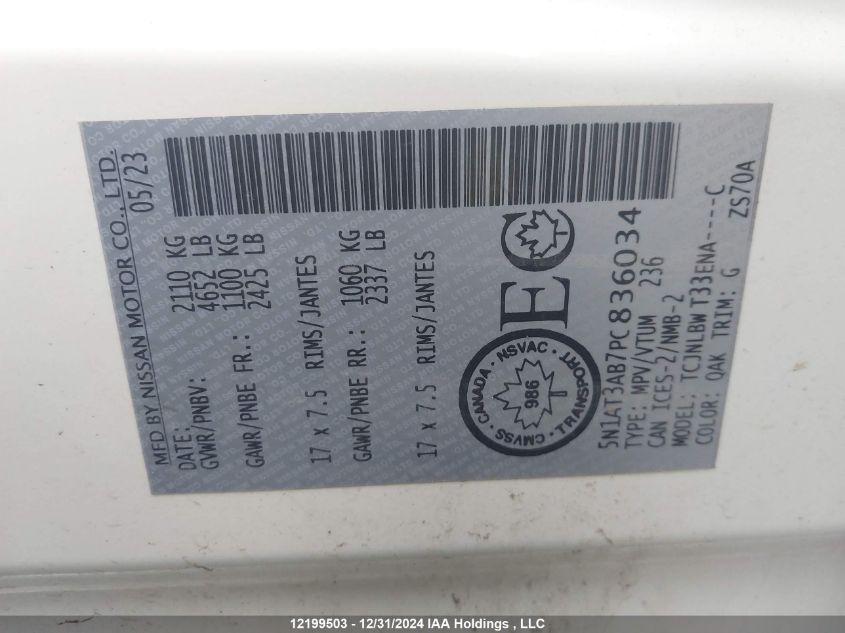 MFD BY NISSAN MOTOR CO., LTD.
DATE: 05/23
GVWR/PNBV: 2110 KG
4652 LB
GAWR/PNBE FR.: 1100 KG
2425 LB
17 x 7.5 RIMS/JANTES
GAWR/PNBE RR.: 1060 KG
2337 LB
17 x 7.5 RIMS/JANTES
CANADA · NSVAC · TRANSPORT · CMVSS
986
EC
5N1AT3AB7PC836034
TYPE: MPV/VTUM 236
CAN ICES-2/NMB-2
MODEL: TCJNLBW T33ENA----C
COLOR: QAK TRIM: G ZS70A
12199503 - 12/31/2024 IAA Holdings , LLC